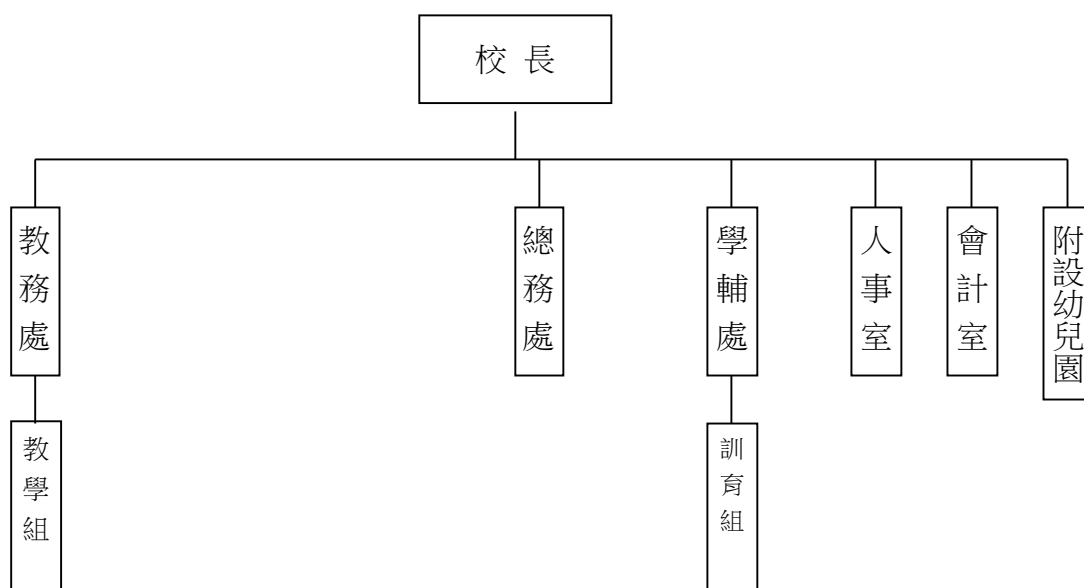 校長
教務處
總務處
學輔處
人事室
會計室
附設幼兒園
教學組
訓育組